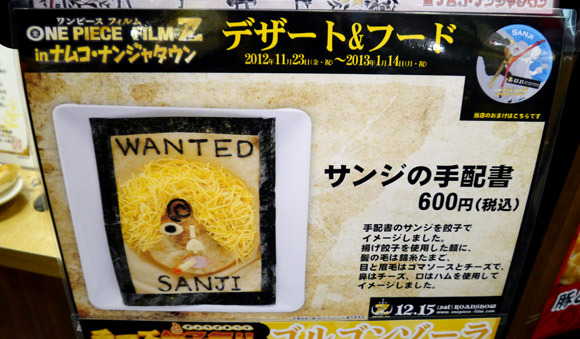 ワンピース フィルム
ONE PIECE FILM Z
in ナムコ・ナンジャタウン
デザート&フード
2012年11月23日(金・祝)〜2013年1月14日(月・祝)
SANJI
当店のおまけはこちらです
WANTED
SANJI
サンジの手配書
600円(税込)
手配書のサンジを餃子で
イメージしました。
揚げ餃子を使用した顔に、
髪の毛は錦糸たまご、
目と眉毛はゴマソースとチーズで、
鼻はチーズ、口はハムを使用して
イメージしました。
Z 12.15 [sat] ROADSHOW
www.onepiece-film.com
ゴルゴンゾーラ